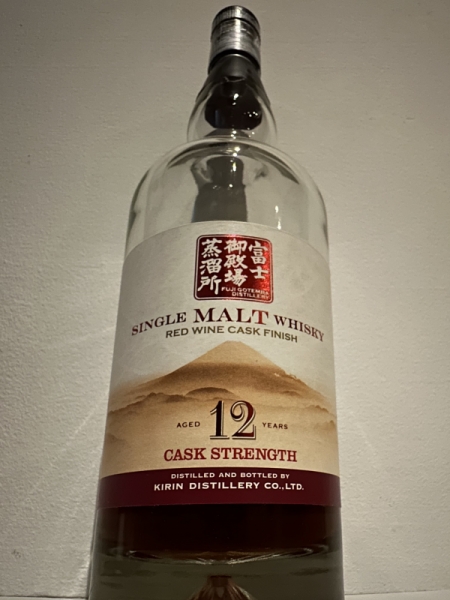 富士
御殿場
蒸溜所
FUJI GOTEMBA
DISTILLERY
SINGLE MALT WHISKY
RED WINE CASK FINISH
AGED 12 YEARS
CASK STRENGTH
DISTILLED AND BOTTLED BY
KIRIN DISTILLERY CO.,LTD.